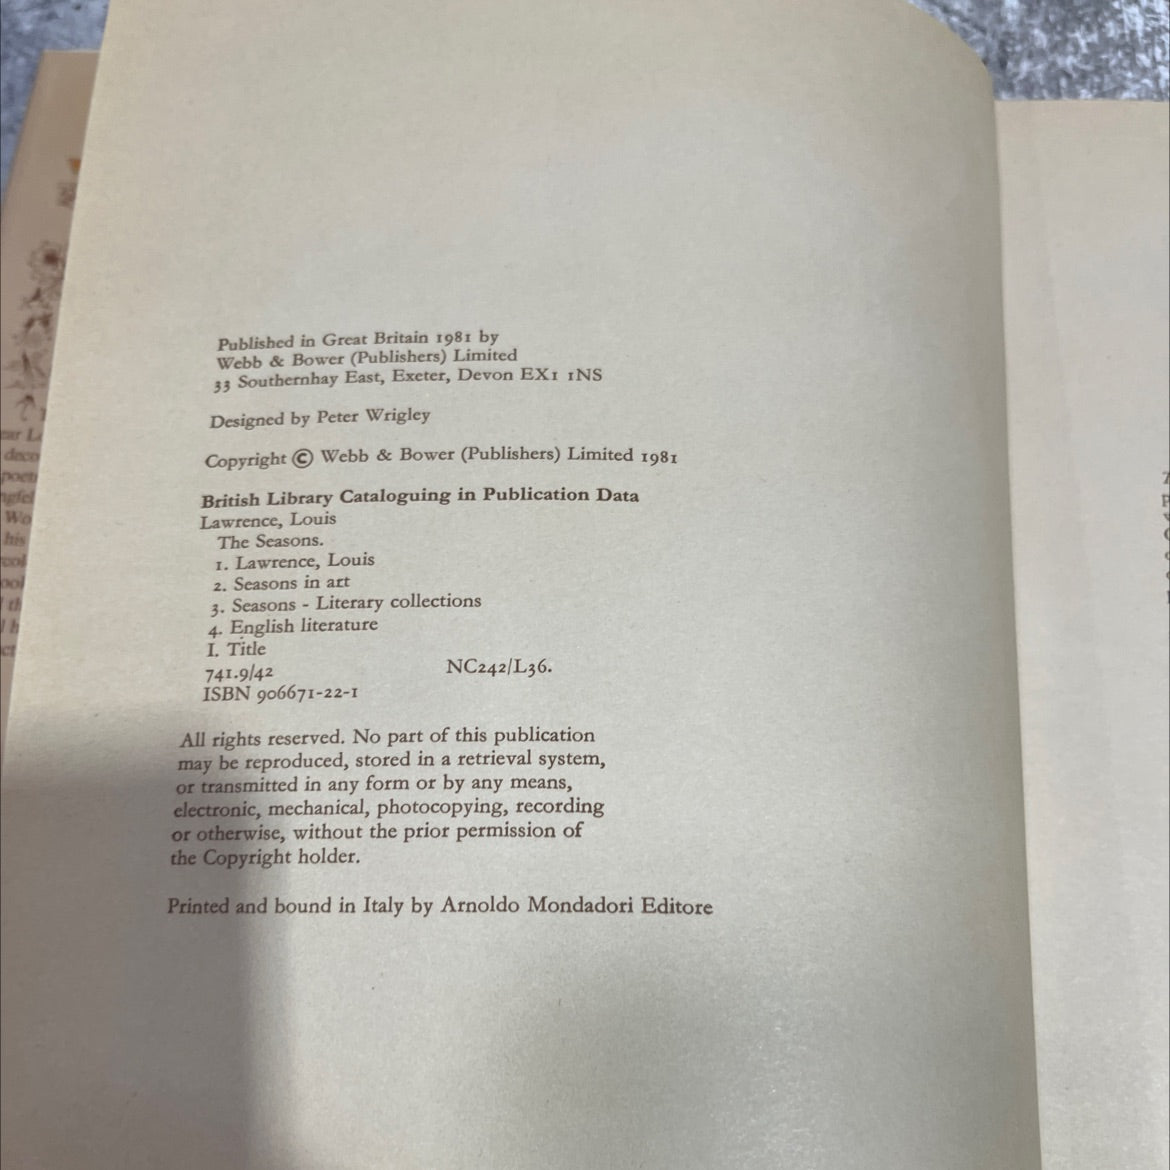 Published in Great Britain 1981 by
Webb & Bower (Publishers) Limited
33 Southernhay East, Exeter, Devon EX1 1NS
Designed by Peter Wrigley
Copyright © Webb & Bower (Publishers) Limited 1981
British Library Cataloguing in Publication Data
Lawrence, Louis
The Seasons.
1. Lawrence, Louis
2. Seasons in art
3. Seasons - Literary collections
4. English literature
I. Title
741.9/42 NC242/L36.
ISBN 906671-22-1
All rights reserved. No part of this publication
may be reproduced, stored in a retrieval system,
or transmitted in any form or by any means,
electronic, mechanical, photocopying, recording
or otherwise, without the prior permission of
the Copyright holder.
Printed and bound in Italy by Arnoldo Mondadori Editore